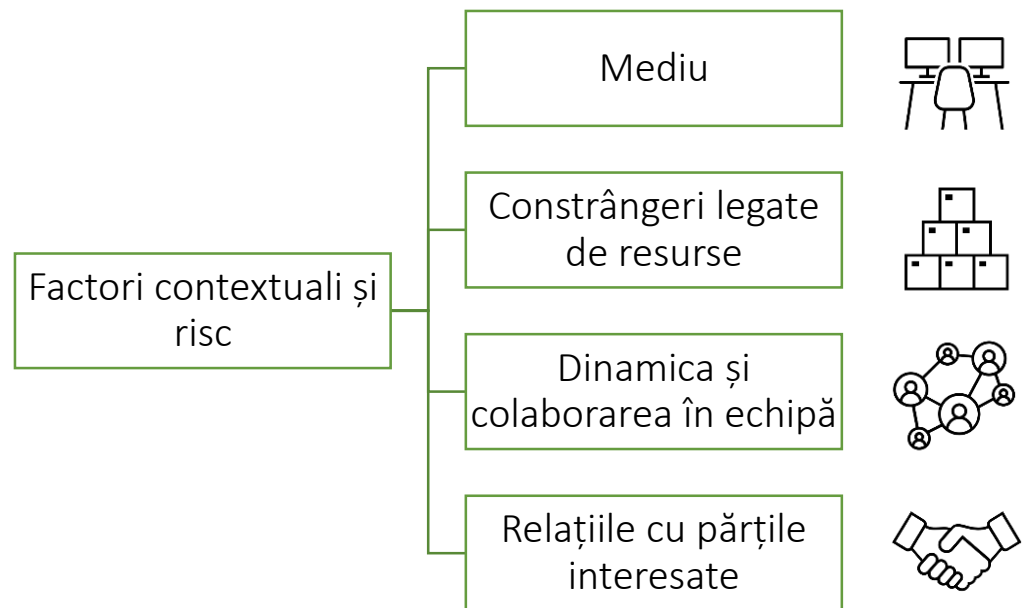 Mediu
Constrângeri legate
de resurse
Factori contextuali și
risc
Dinamica și
colaborarea în echipă
Relațiile cu părțile
interesate